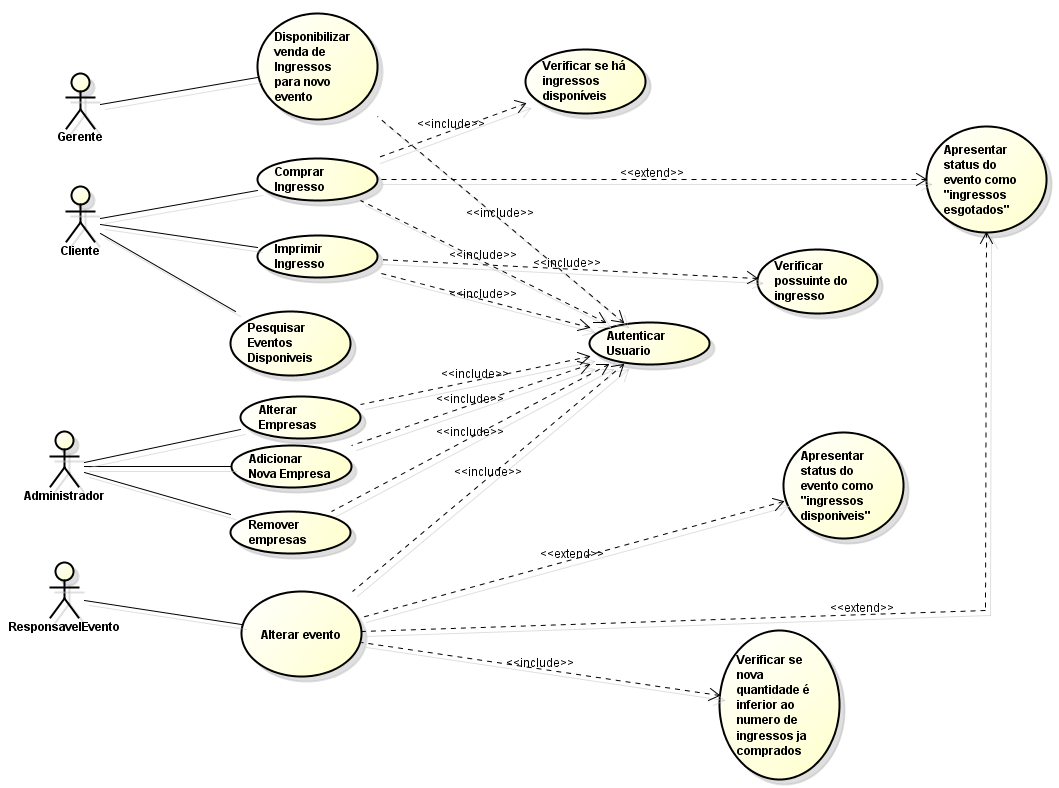 Disponibilizar
venda de
Ingressos
para novo
evento
Verificar se há
ingressos
disponíveis
Gerente
<<include>>
Apresentar
status do
evento como
"ingressos
esgotados"
Comprar
Ingresso
<<extend>>
Cliente
<<include>>
Imprimir
Ingresso
<<include>>
<<include>>
Verificar
possuinte do
ingresso
<<include>>
Pesquisar
Eventos
Disponiveis
Autenticar
Usuario
<<include>>
Alterar
Empresas
<<include>>
<<include>>
Adicionar
Nova Empresa
Administrador
<<include>>
Apresentar
status do
evento como
"ingressos
disponiveis"
Remover
empresas
<<extend>>
ResponsavelEvento
Alterar evento
<<extend>>
<<include>>
Verificar se
nova
quantidade é
inferior ao
numero de
ingressos ja
comprados